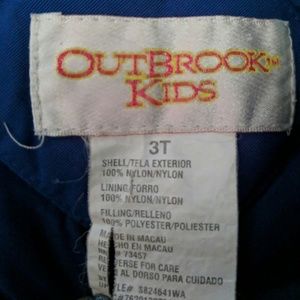 OUTBROOK™
KIDS
3T
SHELL/TELA EXTERIOR
100% NYLON/NYLON
LINING/FORRO
100% NYLON/NYLON
FILLING/RELLENO
100% POLYESTER/POLIESTER
MADE IN MACAU
HECHO EN MACAU
RN# 73457
REVERSE FOR CARE
VEA AL DORSO PARA CUIDADO
S824641WA